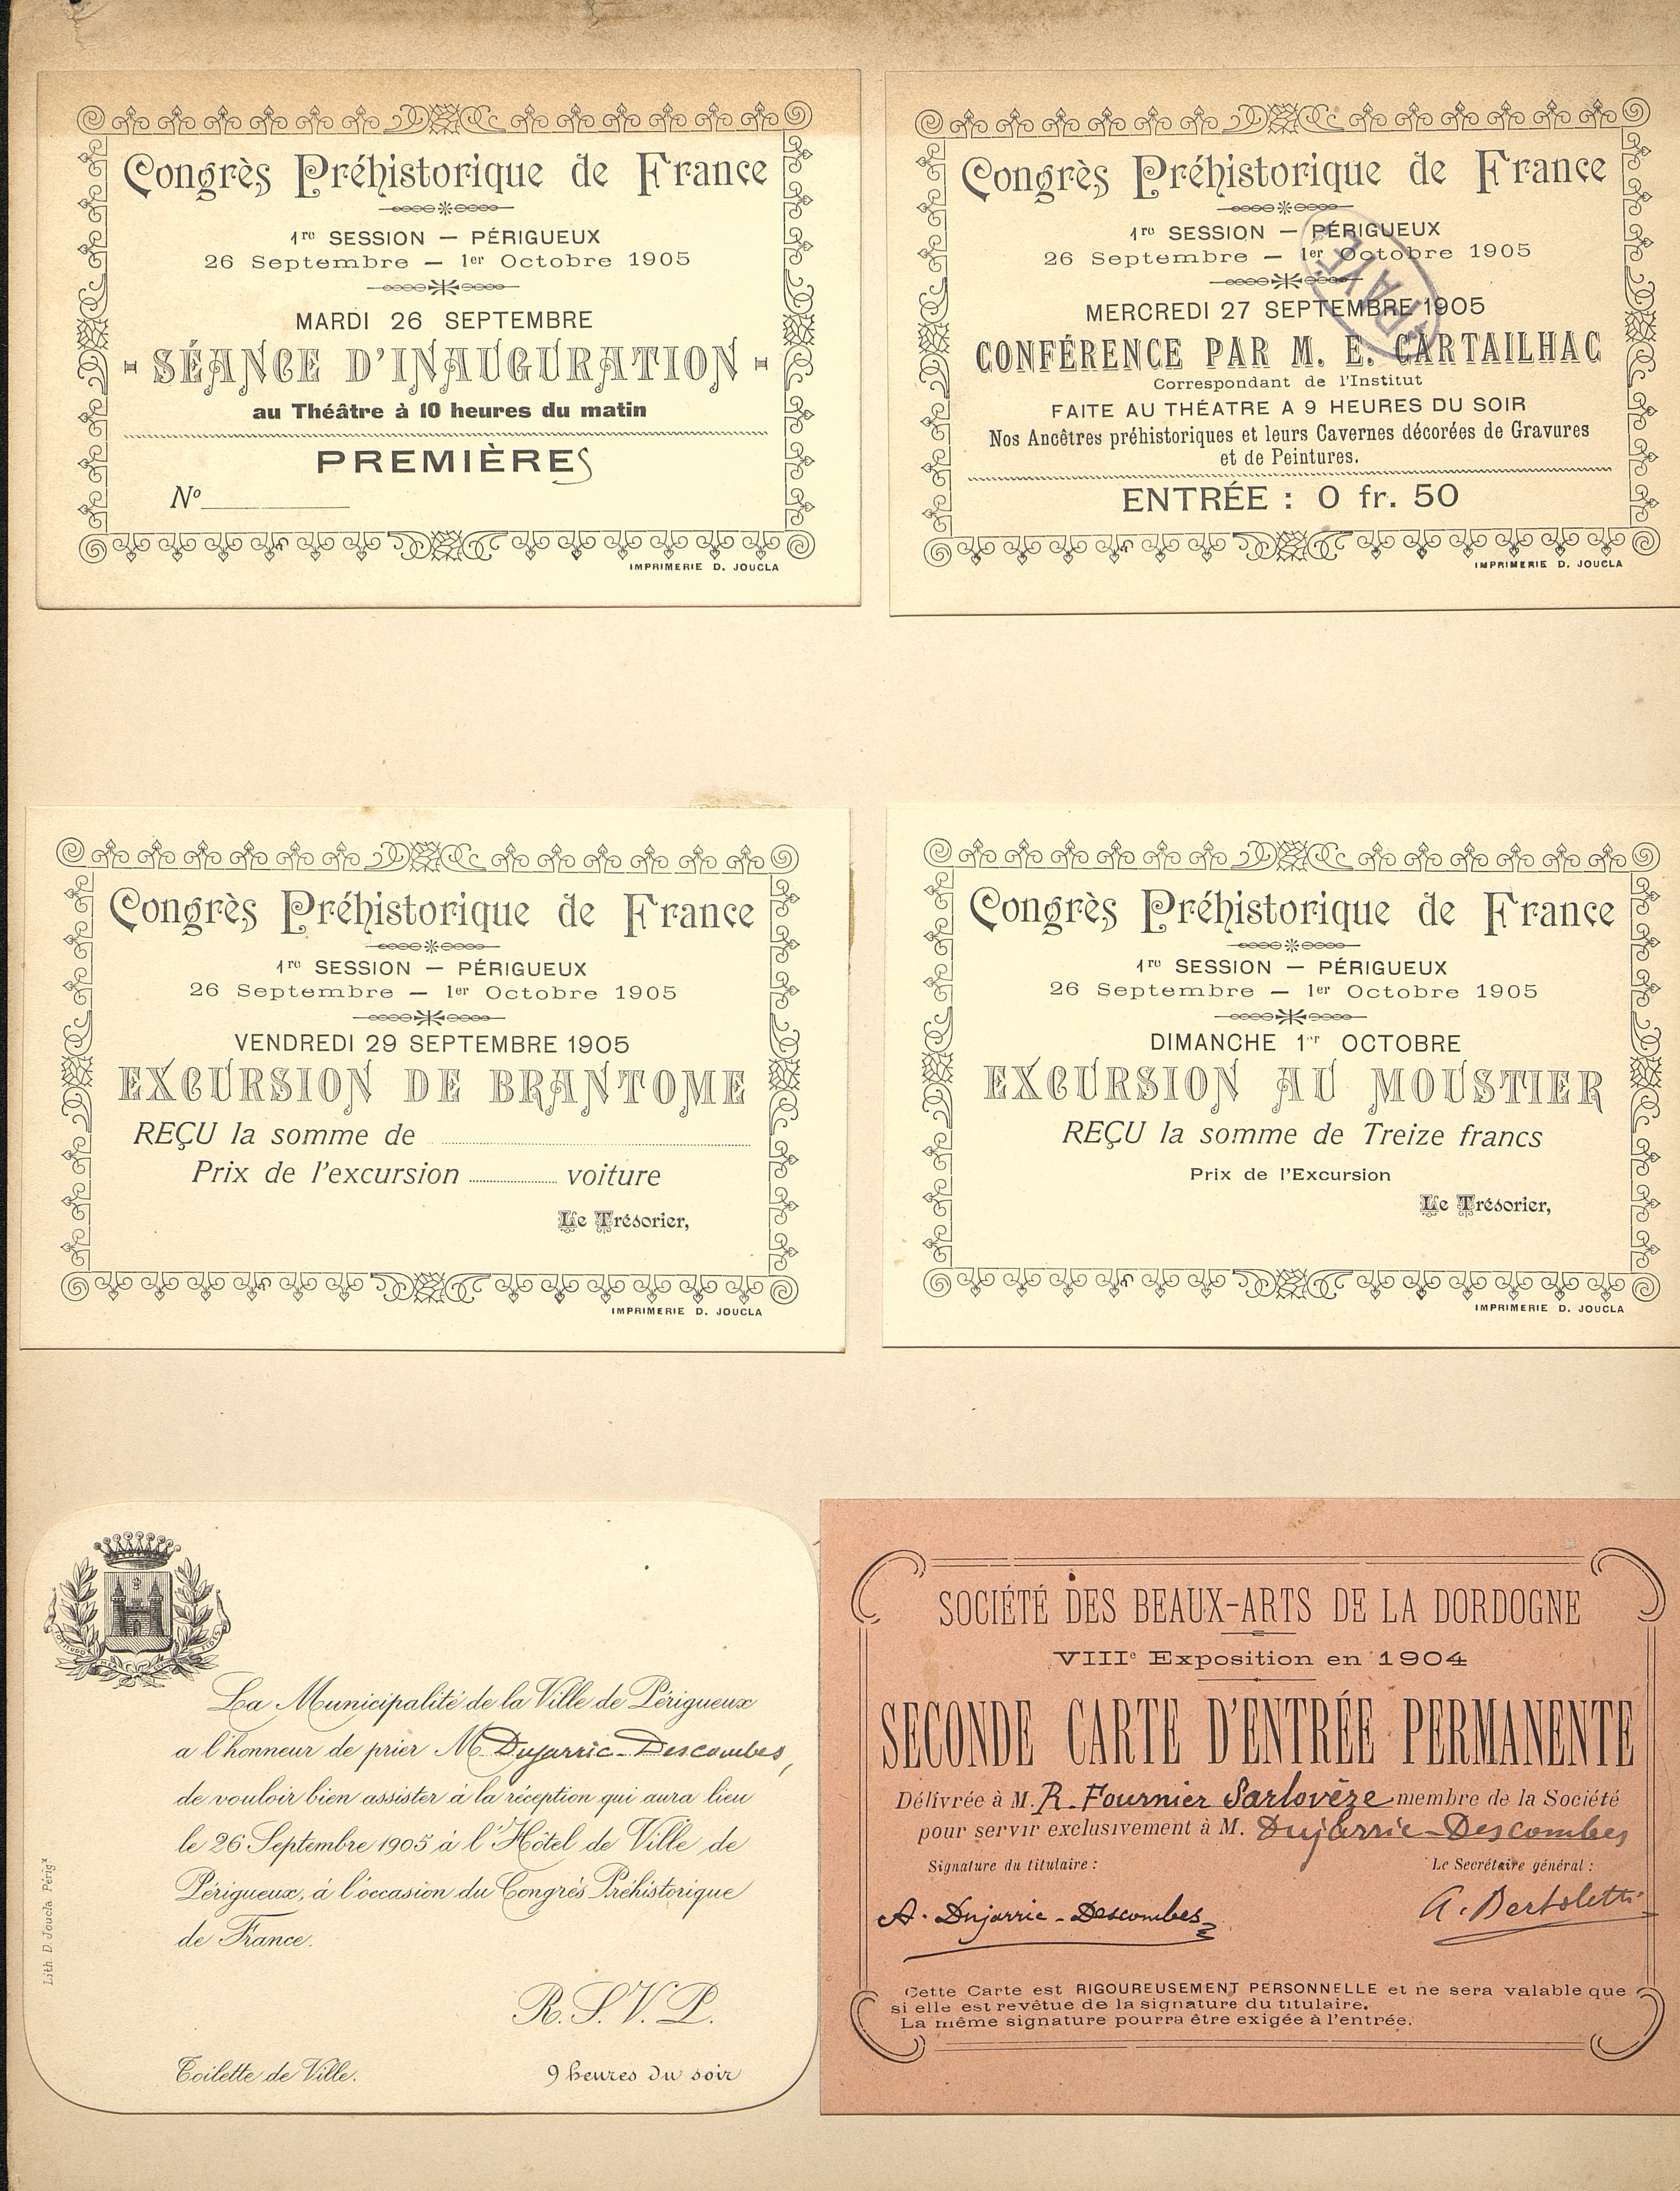 Congrès Préhistorique de France
1re SESSION — PÉRIGUEUX
26 Septembre — 1er Octobre 1905
MARDI 26 SEPTEMBRE
SÉANCE D'INAUGURATION
au Théâtre à 10 heures du matin
PREMIÈRES
No
IMPRIMERIE D. JOUCLA
Congrès Préhistorique de France
1re SESSION — PÉRIGUEUX
26 Septembre — 1er Octobre 1905
MERCREDI 27 SEPTEMBRE 1905
CONFÉRENCE PAR M. E. CARTAILHAC
Correspondant de l'Institut
FAITE AU THÉATRE A 9 HEURES DU SOIR
Nos Ancêtres préhistoriques et leurs Cavernes décorées de Gravures
et de Peintures.
ENTRÉE : 0 fr. 50
IMPRIMERIE D. JOUCLA
Congrès Préhistorique de France
1re SESSION — PÉRIGUEUX
26 Septembre — 1er Octobre 1905
VENDREDI 29 SEPTEMBRE 1905
EXCURSION DE BRANTOME
REÇU la somme de
Prix de l'excursion voiture
Le Trésorier,
IMPRIMERIE D. JOUCLA
Congrès Préhistorique de France
1re SESSION — PÉRIGUEUX
26 Septembre — 1er Octobre 1905
DIMANCHE 1er OCTOBRE
EXCURSION AU MOUSTIER
REÇU la somme de Treize francs
Prix de l'Excursion
Le Trésorier,
IMPRIMERIE D. JOUCLA
La Municipalité de la Ville de Périgueux
a l'honneur de prier M Dujarric-Descombes,
de vouloir bien assister à la réception qui aura lieu
le 26 Septembre 1905 à l'Hôtel de Ville de
Périgueux, à l'occasion du Congrès Préhistorique
de France.
R. S. V. P.
Toilette de Ville. 9 heures du soir
Lith. D. Joucla Périgx
SOCIÉTÉ DES BEAUX-ARTS DE LA DORDOGNE
VIIIe Exposition en 1904
SECONDE CARTE D'ENTRÉE PERMANENTE
Délivrée à M. R. Fournier Sarlovèze membre de la Société
pour servir exclusivement à M. Dujarric-Descombes
Signature du titulaire : Le Secrétaire général :
A. Dujarric-Descombes A. Bertoletti
Cette Carte est RIGOUREUSEMENT PERSONNELLE et ne sera valable que
si elle est revêtue de la signature du titulaire.
La même signature pourra être exigée à l'entrée.